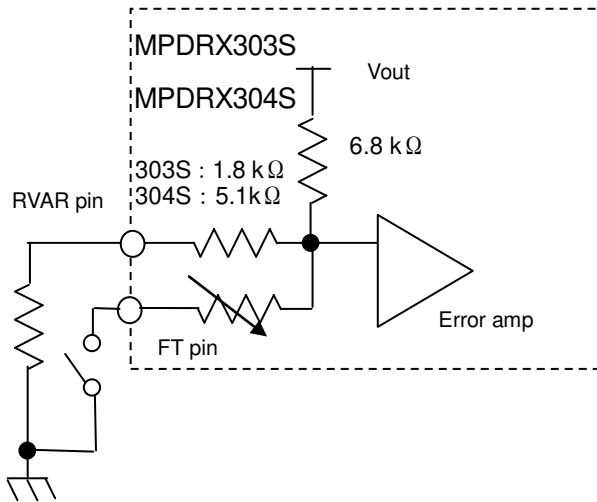 MPDRX303S
Vout
MPDRX304S
6.8 kΩ
303S : 1.8 kΩ
304S : 5.1kΩ
RVAR pin
FT pin
Error amp